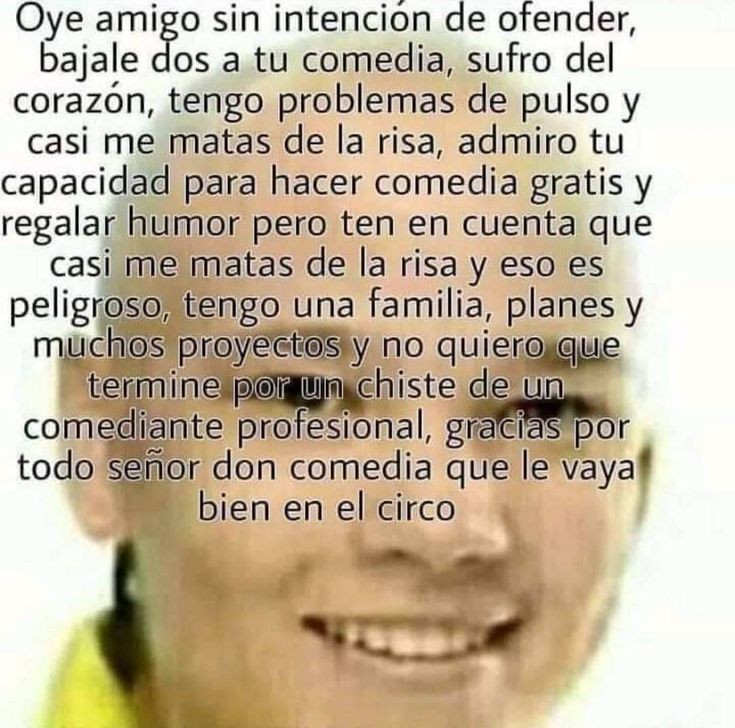 Oye amigo sin intención de ofender,
bajale dos a tu comedia, sufro del
corazón, tengo problemas de pulso y
casi me matas de la risa, admiro tu
capacidad para hacer comedia gratis y
regalar humor pero ten en cuenta que
casi me matas de la risa y eso es
peligroso, tengo una familia, planes y
muchos proyectos y no quiero que
termine por un chiste de un
comediante profesional, gracias por
todo señor don comedia que le vaya
bien en el circo